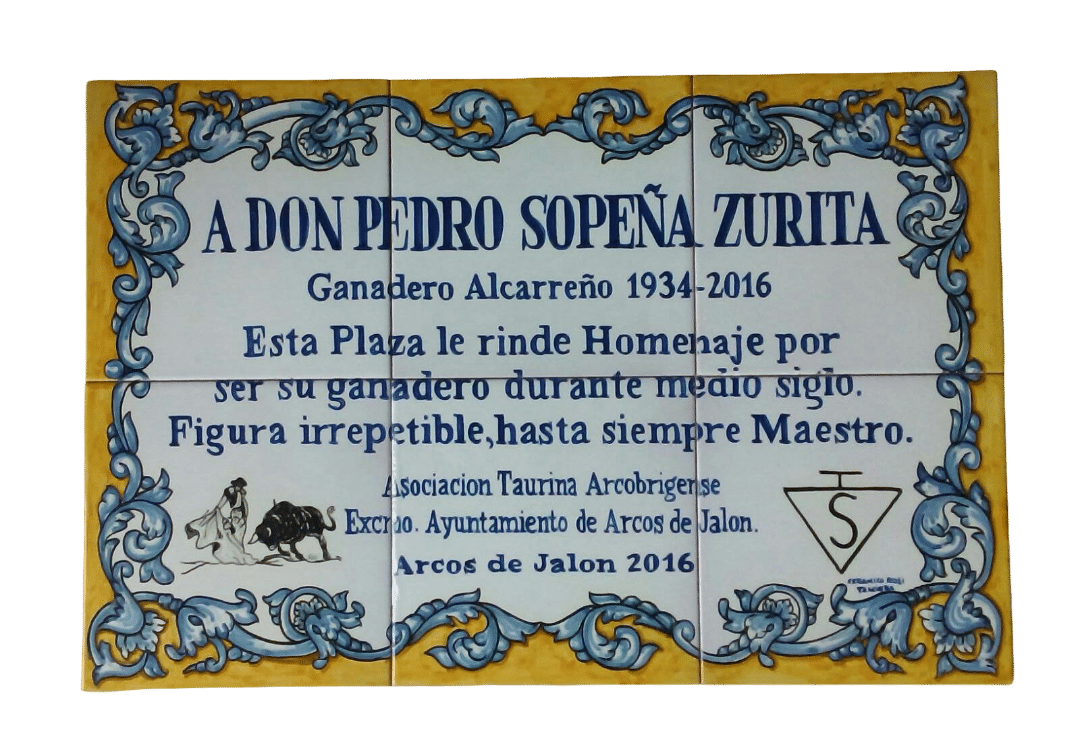 A DON PEDRO SOPEÑA ZURITA
Ganadero Alcarreño 1934-2016
Esta Plaza le rinde Homenaje por
ser su ganadero durante medio siglo.
Figura irrepetible,hasta siempre Maestro.
Asociacion Taurina Arcobrigense
Excmo. Ayuntamiento de Arcos de Jalon.
Arcos de Jalon 2016
S